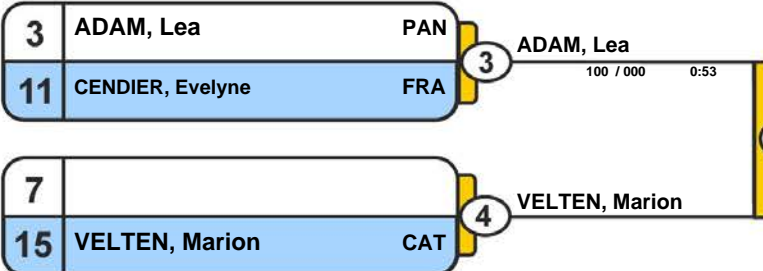 3 ADAM, Lea PAN
11 CENDIER, Evelyne FRA
3
ADAM, Lea
100 / 000 0:53
7
15 VELTEN, Marion CAT
4
VELTEN, Marion